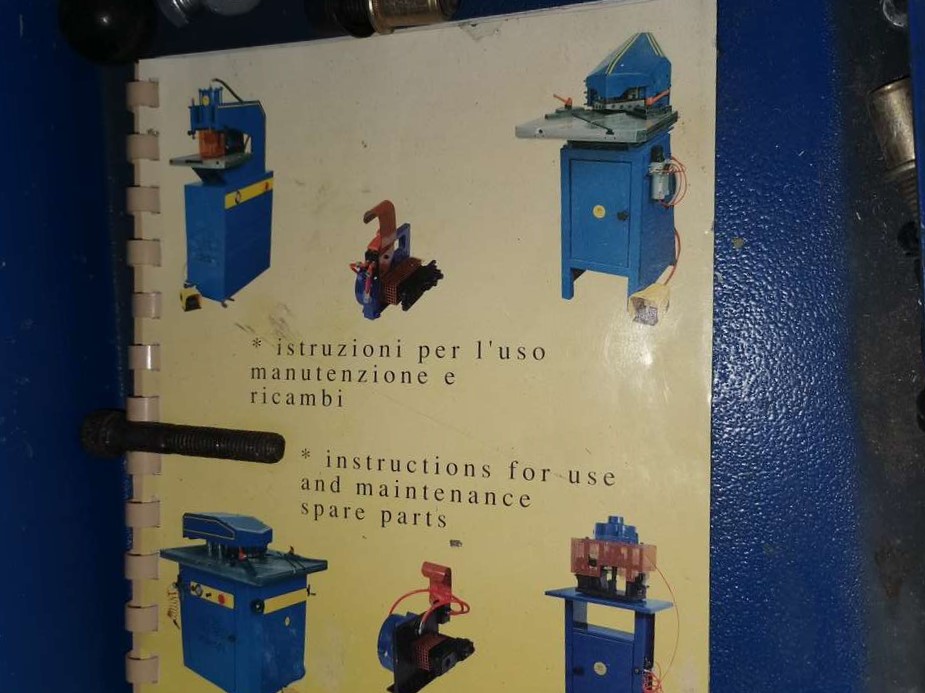 * istruzioni per l'uso
manutenzione e
ricambi
* instructions for use
and maintenance
spare parts